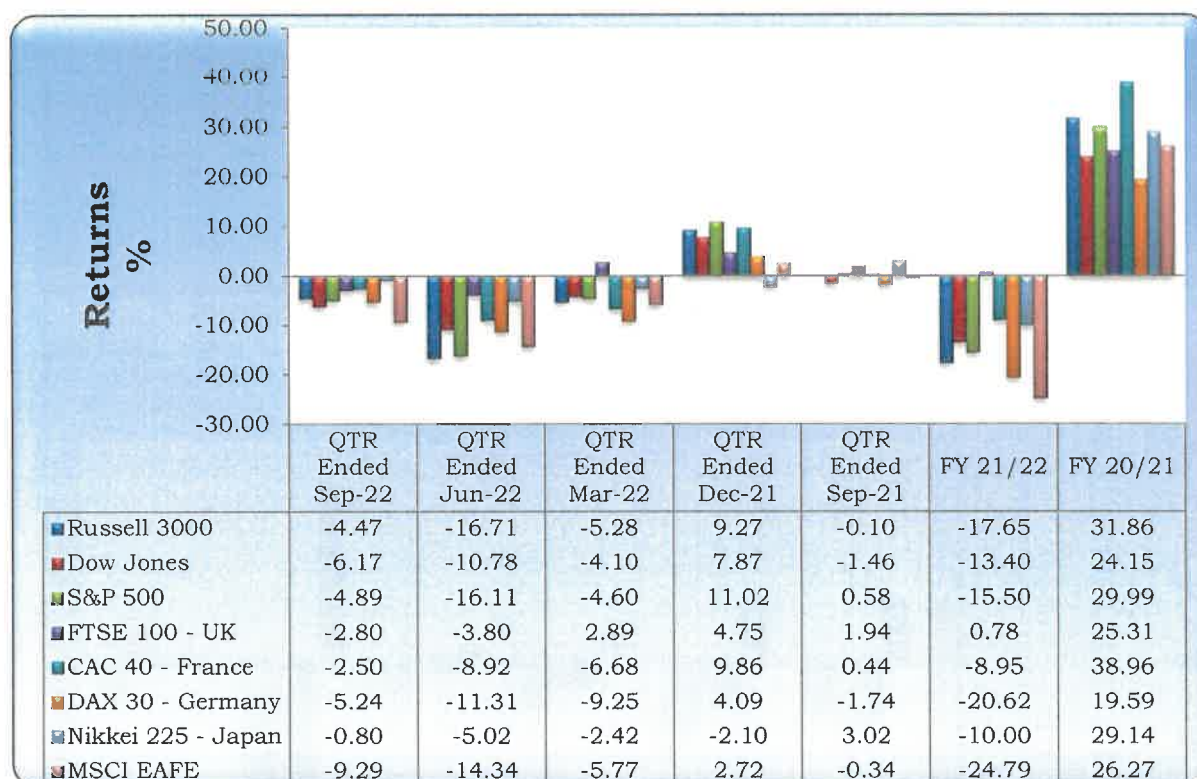 Returns
%
50.00
40.00
30.00
20.00
10.00
0.00
-10.00
-20.00
-30.00
QTR Ended Sep-22 QTR Ended Jun-22 QTR Ended Mar-22 QTR Ended Dec-21 QTR Ended Sep-21 FY 21/22 FY 20/21
Russell 3000 -4.47 -16.71 -5.28 9.27 -0.10 -17.65 31.86
Dow Jones -6.17 -10.78 -4.10 7.87 -1.46 -13.40 24.15
S&P 500 -4.89 -16.11 -4.60 11.02 0.58 -15.50 29.99
FTSE 100 - UK -2.80 -3.80 2.89 4.75 1.94 0.78 25.31
CAC 40 - France -2.50 -8.92 -6.68 9.86 0.44 -8.95 38.96
DAX 30 - Germany -5.24 -11.31 -9.25 4.09 -1.74 -20.62 19.59
Nikkei 225 - Japan -0.80 -5.02 -2.42 -2.10 3.02 -10.00 29.14
MSCI EAFE -9.29 -14.34 -5.77 2.72 -0.34 -24.79 26.27